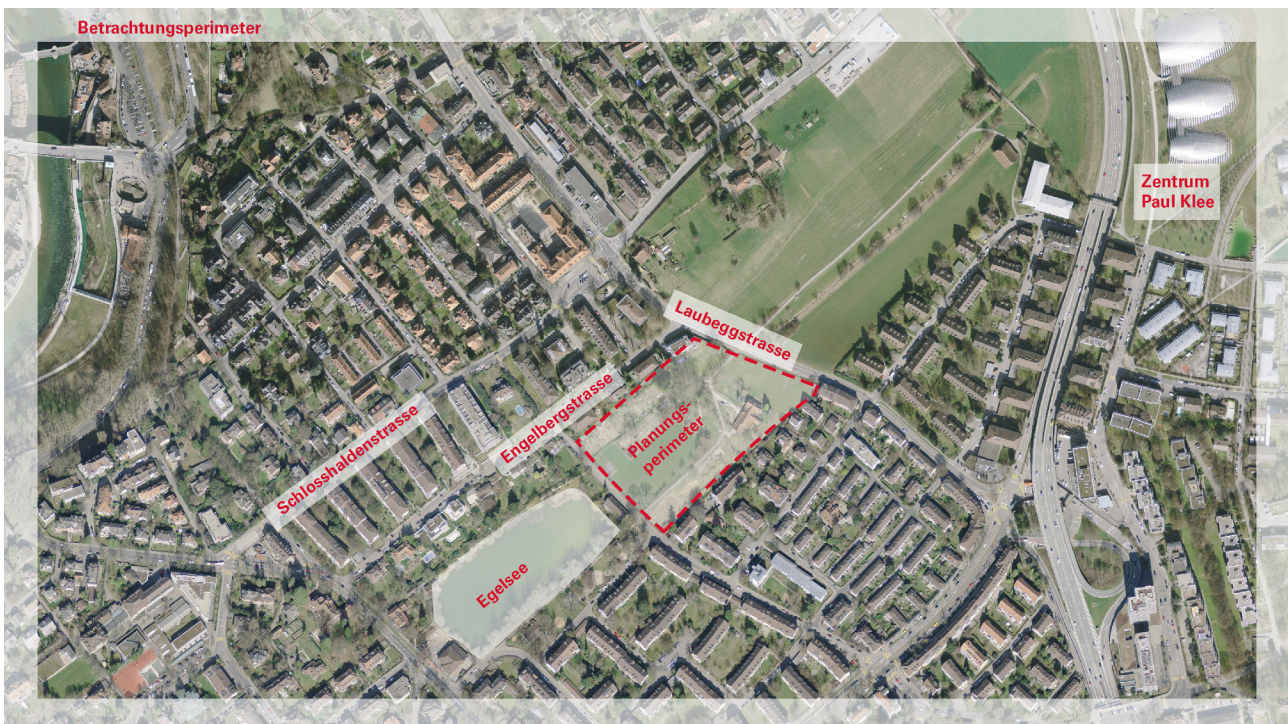 Betrachtungsperimeter
Zentrum
Paul Klee
Laubeggstrasse
Engelbergstrasse
Planungs-
perimeter
Schlosshaldenstrasse
Egelsee